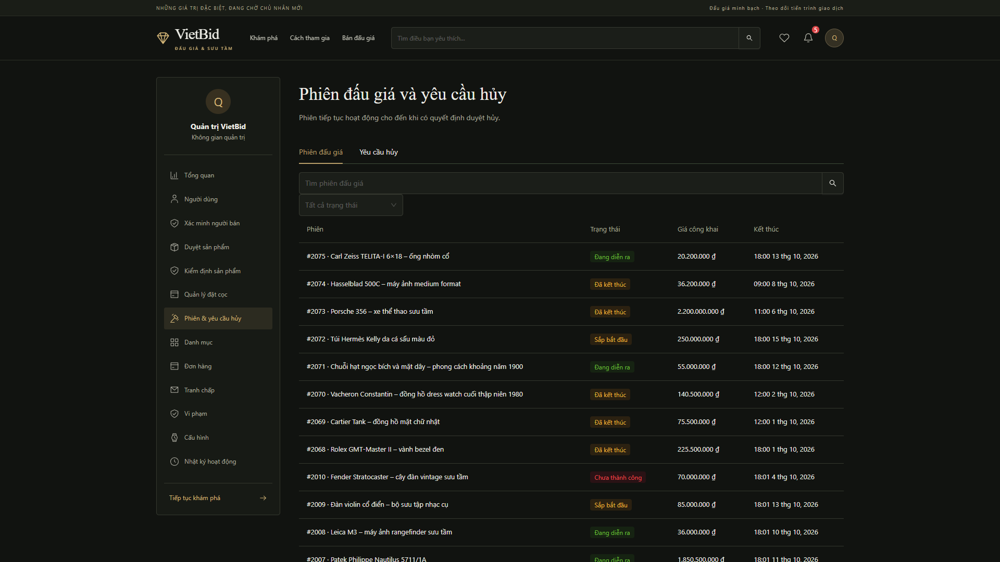 NHỮNG GIÁ TRỊ ĐẶC BIỆT, ĐANG CHỜ CHỦ NHÂN MỚI
Đấu giá minh bạch · Theo dõi tiến trình giao dịch
VietBid
ĐẤU GIÁ & SƯU TẦM
Khám phá
Cách tham gia
Bán đấu giá
Tìm điều bạn yêu thích...
5
Q
Q
Quản trị VietBid
Không gian quản trị
Tổng quan
Người dùng
Xác minh người bán
Duyệt sản phẩm
Kiểm định sản phẩm
Quản lý đặt cọc
Phiên & yêu cầu hủy
Danh mục
Đơn hàng
Tranh chấp
Vi phạm
Cấu hình
Nhật ký hoạt động
Tiếp tục khám phá
Phiên đấu giá và yêu cầu hủy
Phiên tiếp tục hoạt động cho đến khi có quyết định duyệt hủy.
Phiên đấu giá
Yêu cầu hủy
Tìm phiên đấu giá
Tất cả trạng thái
Phiên Trạng thái Giá công khai Kết thúc
#2075 · Carl Zeiss TELITA-I 6×18 – ống nhòm cổ Đang diễn ra 20.200.000 ₫ 18:00 13 thg 10, 2026
#2074 · Hasselblad 500C – máy ảnh medium format Đã kết thúc 36.200.000 ₫ 09:00 8 thg 10, 2026
#2073 · Porsche 356 – xe thể thao sưu tầm Đã kết thúc 2.200.000.000 ₫ 11:00 6 thg 10, 2026
#2072 · Túi Hermès Kelly da cá sấu màu đỏ Sắp bắt đầu 250.000.000 ₫ 18:00 15 thg 10, 2026
#2071 · Chuỗi hạt ngọc bích và mặt dây – phong cách khoảng năm 1900 Đang diễn ra 55.000.000 ₫ 18:00 12 thg 10, 2026
#2070 · Vacheron Constantin – đồng hồ dress watch cuối thập niên 1980 Đã kết thúc 140.500.000 ₫ 12:00 2 thg 10, 2026
#2069 · Cartier Tank – đồng hồ mặt chữ nhật Đã kết thúc 75.500.000 ₫ 12:00 1 thg 10, 2026
#2068 · Rolex GMT-Master II – vành bezel đen Đã kết thúc 225.500.000 ₫ 18:00 1 thg 10, 2026
#2010 · Fender Stratocaster – cây đàn vintage sưu tầm Chưa thành công 70.000.000 ₫ 18:01 4 thg 10, 2026
#2009 · Đàn violin cổ điển – bộ sưu tập nhạc cụ Sắp bắt đầu 85.000.000 ₫ 18:01 13 thg 10, 2026
#2008 · Leica M3 – máy ảnh rangefinder sưu tầm Đang diễn ra 36.000.000 ₫ 18:01 10 thg 10, 2026
#2007 · Patek Philippe Nautilus 5711/1A Đang diễn ra 1.850.500.000 ₫ 18:01 11 thg 10, 2026